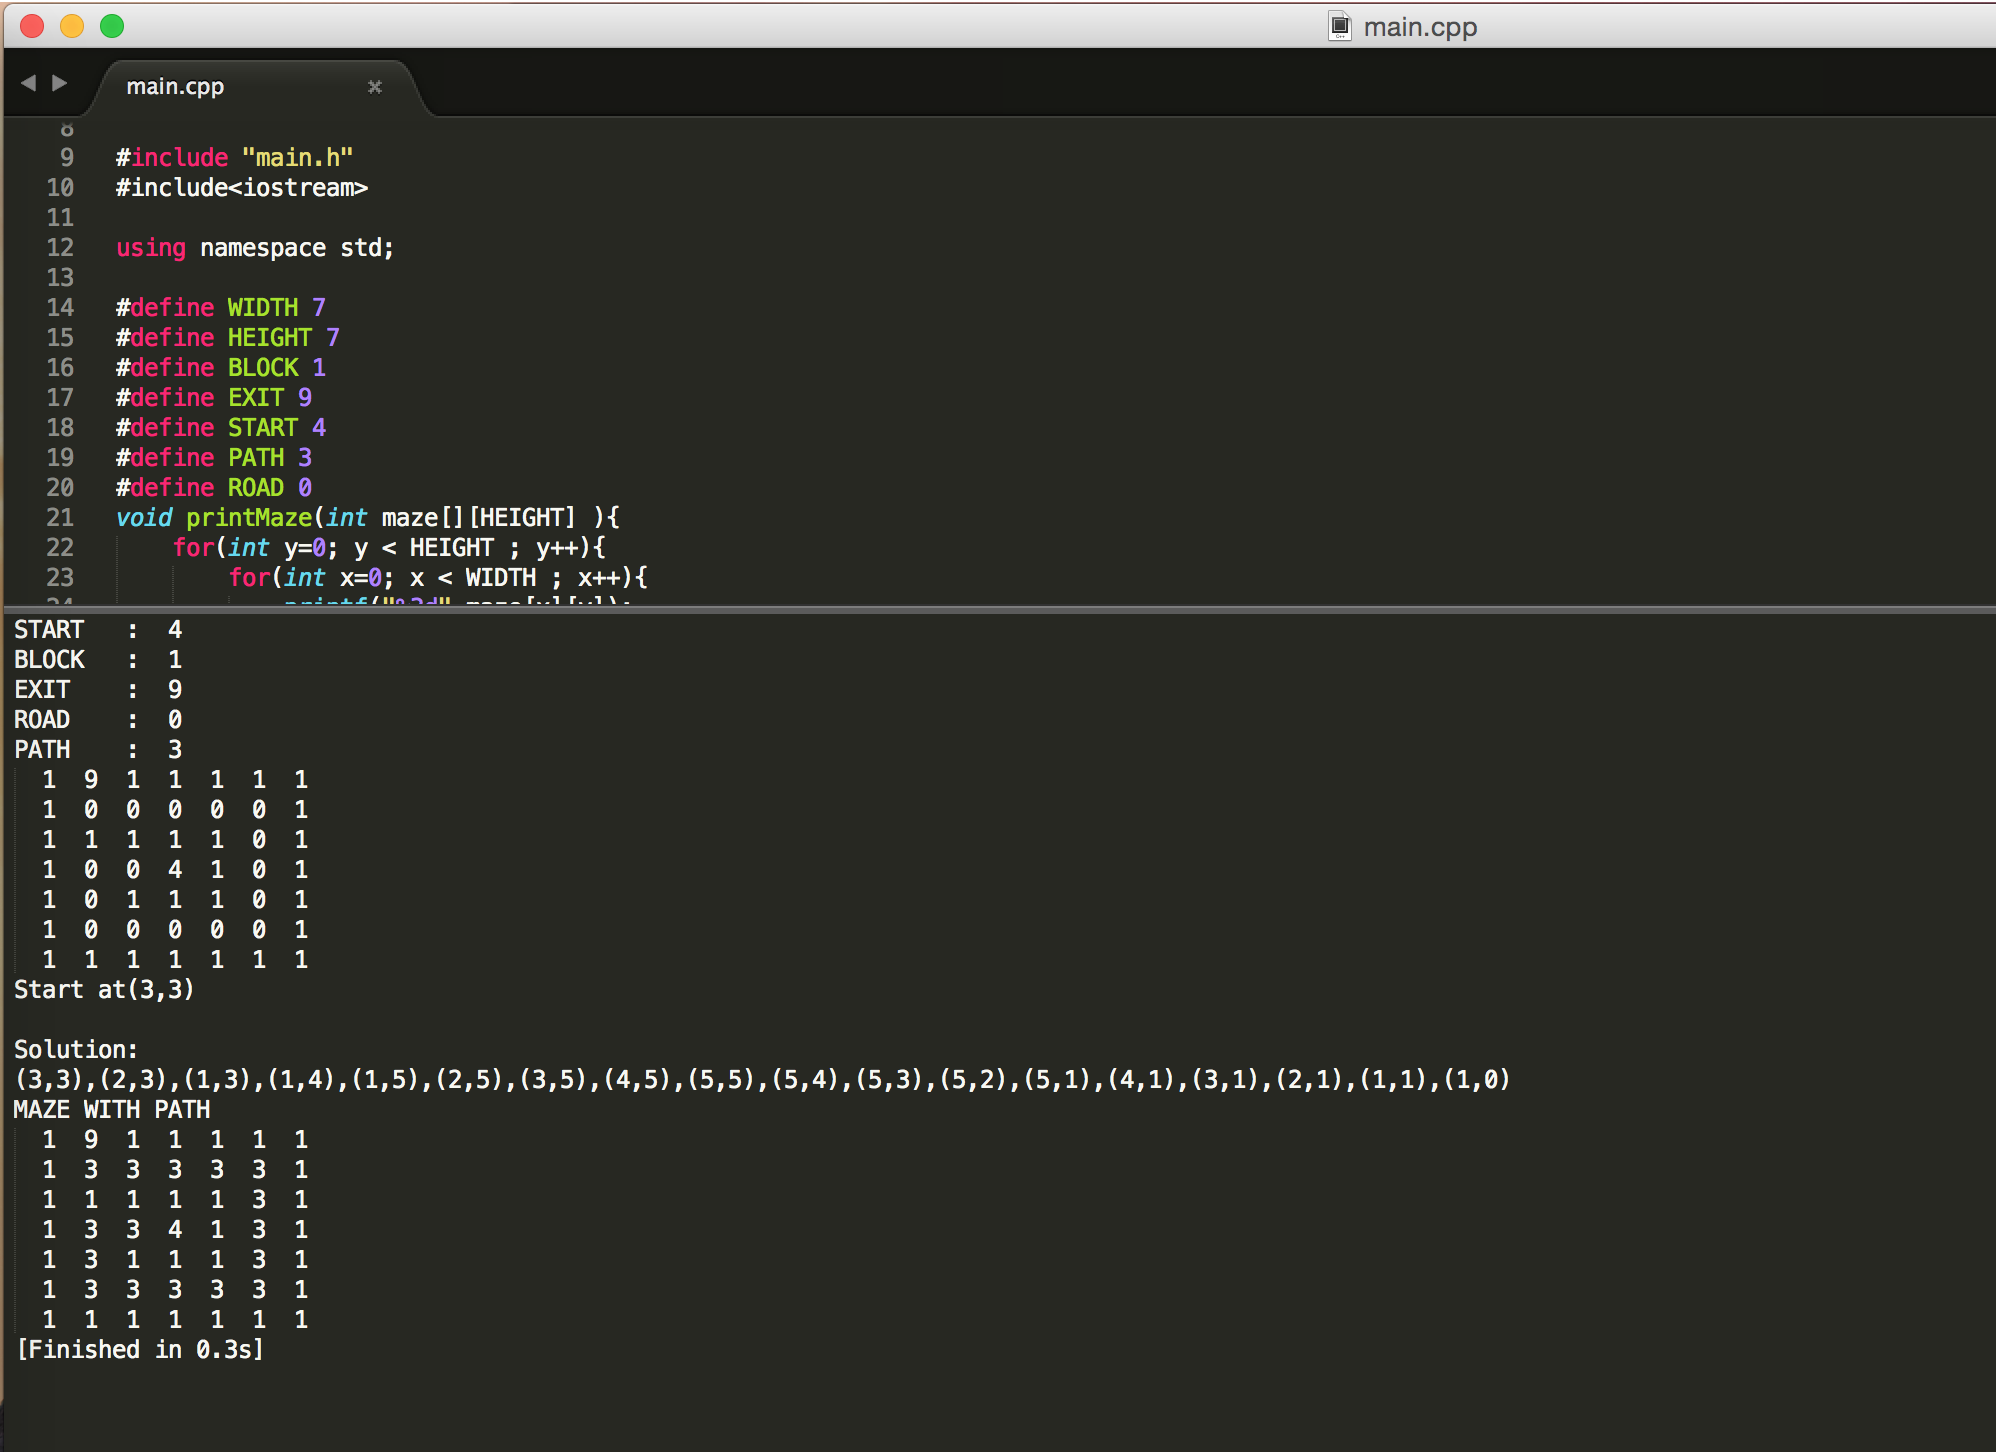 main.cpp
main.cpp
8
9 #include "main.h"
10 #include<iostream>
11
12 using namespace std;
13
14 #define WIDTH 7
15 #define HEIGHT 7
16 #define BLOCK 1
17 #define EXIT 9
18 #define START 4
19 #define PATH 3
20 #define ROAD 0
21 void printMaze(int maze[][HEIGHT] ){
22 for(int y=0; y < HEIGHT ; y++){
23 for(int x=0; x < WIDTH ; x++){
24 printf("%3d",maze[x][y]);
START : 4
BLOCK : 1
EXIT : 9
ROAD : 0
PATH : 3
1 9 1 1 1 1 1
1 0 0 0 0 0 1
1 1 1 1 1 0 1
1 0 0 4 1 0 1
1 0 1 1 1 0 1
1 0 0 0 0 0 1
1 1 1 1 1 1 1
Start at(3,3)
Solution:
(3,3),(2,3),(1,3),(1,4),(1,5),(2,5),(3,5),(4,5),(5,5),(5,4),(5,3),(5,2),(5,1),(4,1),(3,1),(2,1),(1,1),(1,0)
MAZE WITH PATH
1 9 1 1 1 1 1
1 3 3 3 3 3 1
1 1 1 1 1 3 1
1 3 3 4 1 3 1
1 3 1 1 1 3 1
1 3 3 3 3 3 1
1 1 1 1 1 1 1
[Finished in 0.3s]